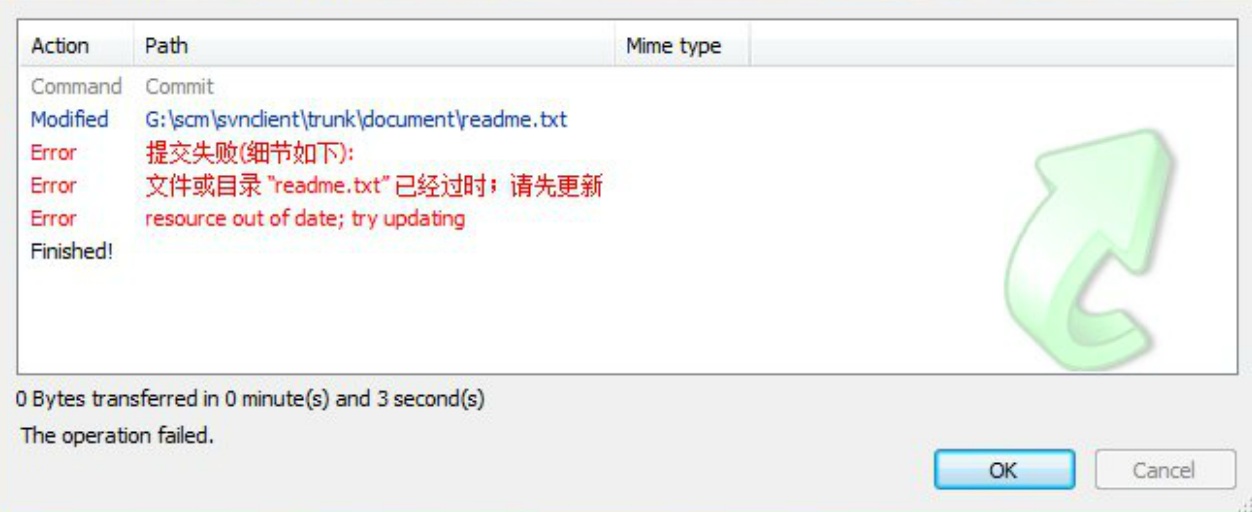 Action Path Mime type
Command Commit
Modified G:\scm\svnclient\trunk\document\readme.txt
Error 提交失败(细节如下):
Error 文件或目录 “readme.txt” 已经过时；请先更新
Error resource out of date; try updating
Finished!
0 Bytes transferred in 0 minute(s) and 3 second(s)
The operation failed.
OK Cancel